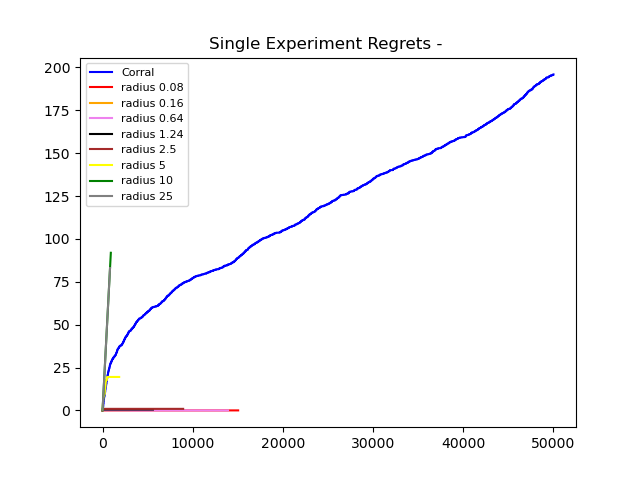 Single Experiment Regrets -
200
175
150
125
100
75
50
25
0
Corral
radius 0.08
radius 0.16
radius 0.64
radius 1.24
radius 2.5
radius 5
radius 10
radius 25
0 10000 20000 30000 40000 50000